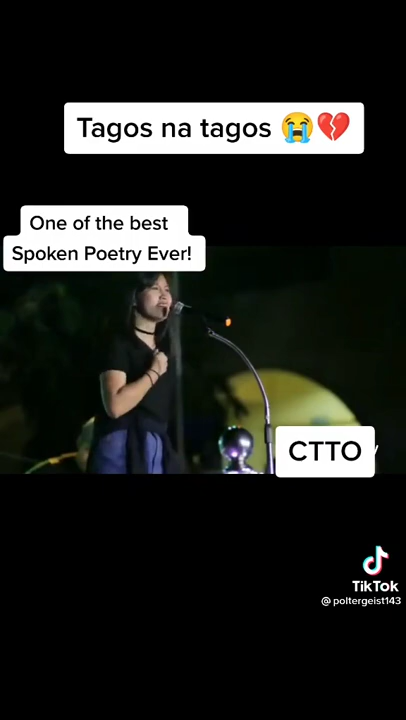 Tagos na tagos 😭💔
One of the best
Spoken Poetry Ever!
CTTO
TikTok
@poltergeist143